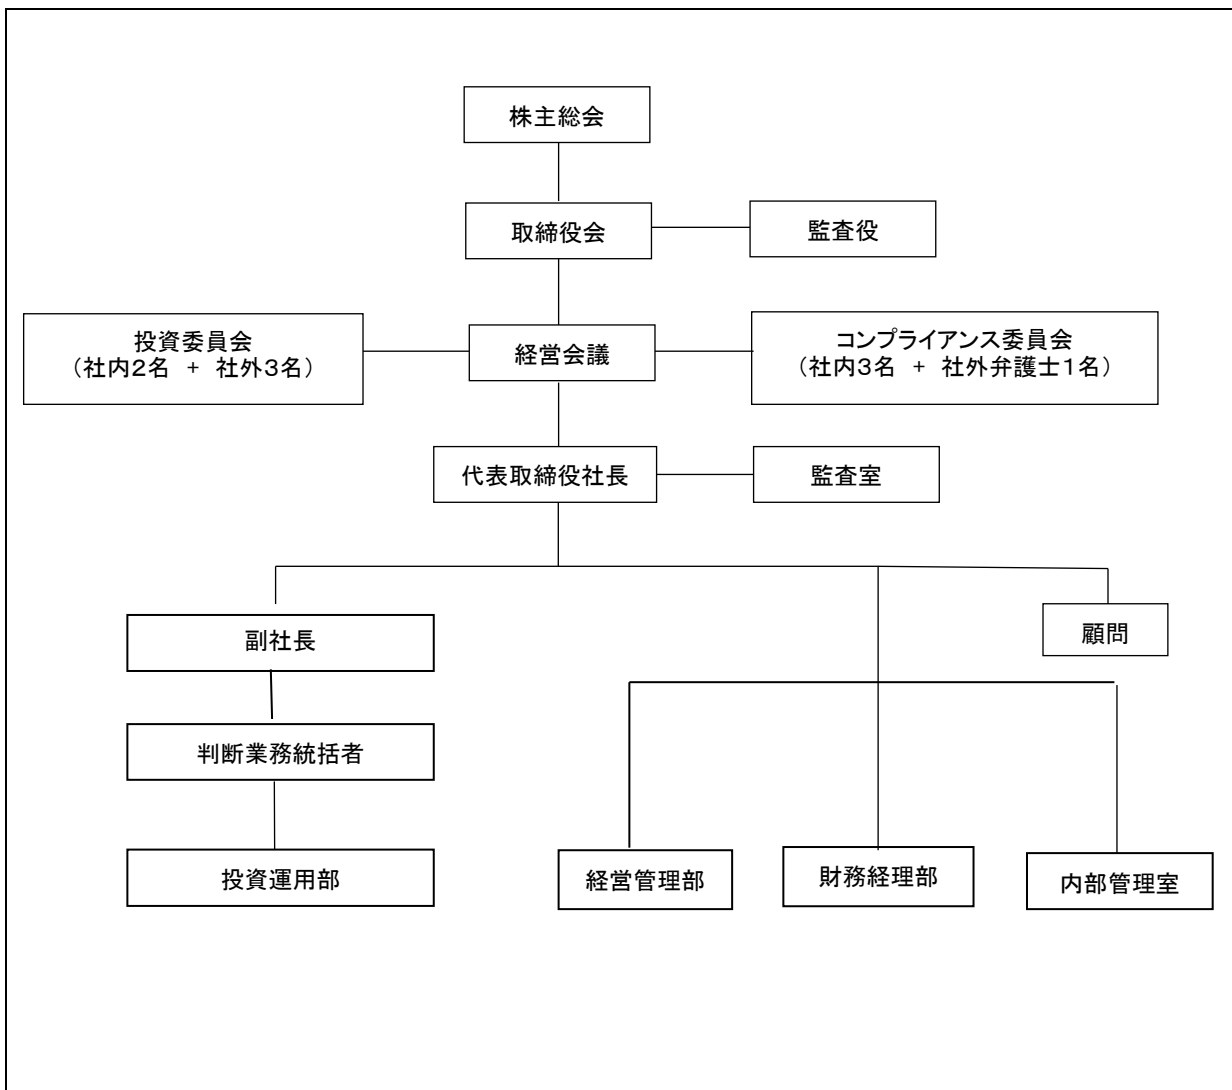 株主総会
取締役会
監査役
投資委員会
（社内２名　＋　社外３名）
経営会議
コンプライアンス委員会
（社内３名　＋　社外弁護士１名）
代表取締役社長
監査室
副社長
顧問
判断業務統括者
投資運用部
経営管理部
財務経理部
内部管理室